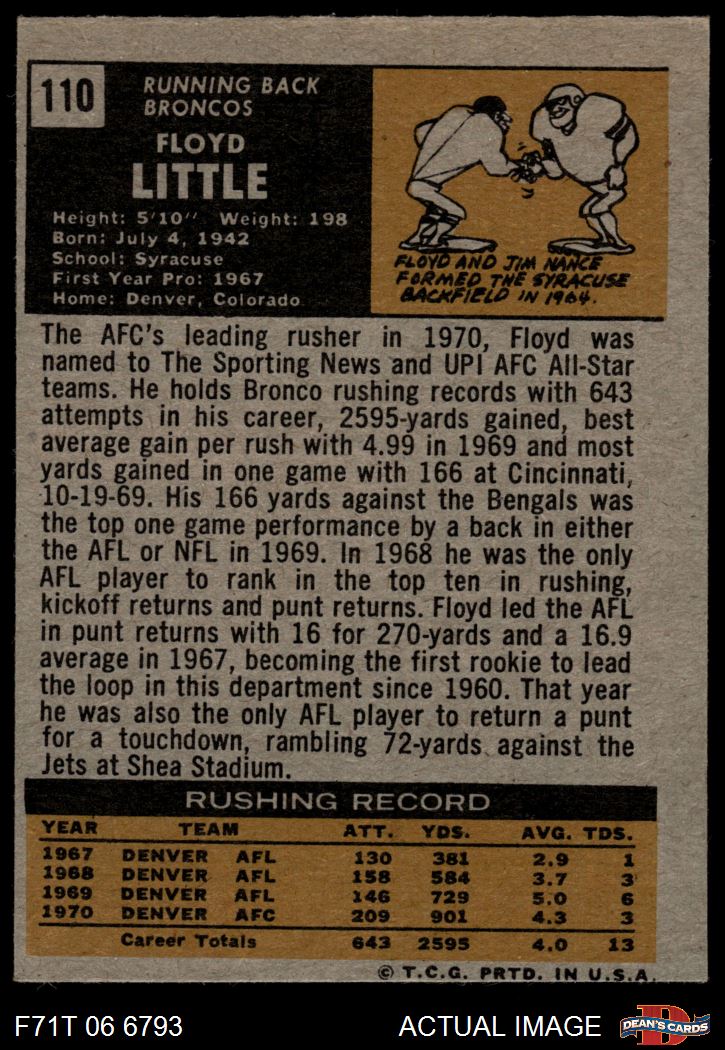 110
RUNNING BACK
BRONCOS
FLOYD
LITTLE
Height: 5'10" Weight: 198
Born: July 4, 1942
School: Syracuse
First Year Pro: 1967
Home: Denver, Colorado
FLOYD AND JIM NANCE
FORMED THE SYRACUSE
BACKFIELD IN 1964.
The AFC's leading rusher in 1970, Floyd was
named to The Sporting News and UPI AFC All-Star
teams. He holds Bronco rushing records with 643
attempts in his career, 2595-yards gained, best
average gain per rush with 4.99 in 1969 and most
yards gained in one game with 166 at Cincinnati,
10-19-69. His 166 yards against the Bengals was
the top one game performance by a back in either
the AFL or NFL in 1969. In 1968 he was the only
AFL player to rank in the top ten in rushing,
kickoff returns and punt returns. Floyd led the AFL
in punt returns with 16 for 270-yards and a 16.9
average in 1967, becoming the first rookie to lead
the loop in this department since 1960. That year
he was also the only AFL player to return a punt
for a touchdown, rambling 72-yards against the
Jets at Shea Stadium.
RUSHING RECORD
YEAR TEAM ATT. YDS. AVG. TDS.
1967 DENVER AFL 130 381 2.9 1
1968 DENVER AFL 158 584 3.7 3
1969 DENVER AFL 146 729 5.0 6
1970 DENVER AFC 209 901 4.3 3
Career Totals 643 2595 4.0 13
© T.C.G. PRTD. IN U.S.A.
F71T 06 6793 ACTUAL IMAGE
D
DEAN'S CARDS